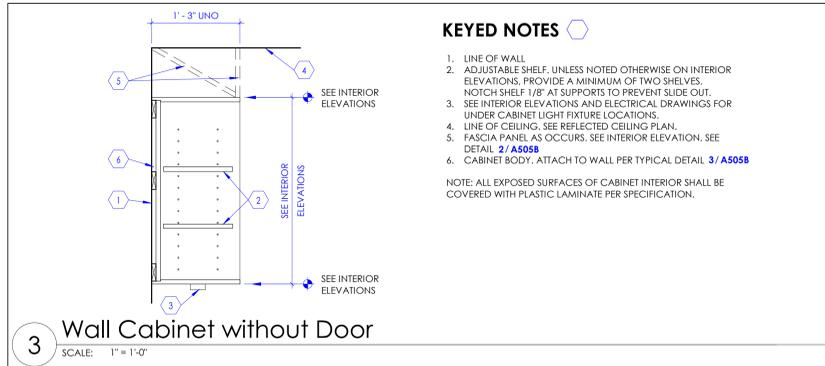 1' - 3" UNO
4
5
SEE INTERIOR
ELEVATIONS
6
1
2
SEE INTERIOR
ELEVATIONS
SEE INTERIOR
ELEVATIONS
3
KEYED NOTES
1. LINE OF WALL
2. ADJUSTABLE SHELF. UNLESS NOTED OTHERWISE ON INTERIOR
ELEVATIONS, PROVIDE A MINIMUM OF TWO SHELVES.
NOTCH SHELF 1/8" AT SUPPORTS TO PREVENT SLIDE OUT.
3. SEE INTERIOR ELEVATIONS AND ELECTRICAL DRAWINGS FOR
UNDER CABINET LIGHT FIXTURE LOCATIONS.
4. LINE OF CEILING. SEE REFLECTED CEILING PLAN.
5. FASCIA PANEL AS OCCURS. SEE INTERIOR ELEVATION. SEE
DETAIL 2/A505B
6. CABINET BODY. ATTACH TO WALL PER TYPICAL DETAIL 3/A505B
NOTE: ALL EXPOSED SURFACES OF CABINET INTERIOR SHALL BE
COVERED WITH PLASTIC LAMINATE PER SPECIFICATION.
3 Wall Cabinet without Door
SCALE: 1" = 1'-0"